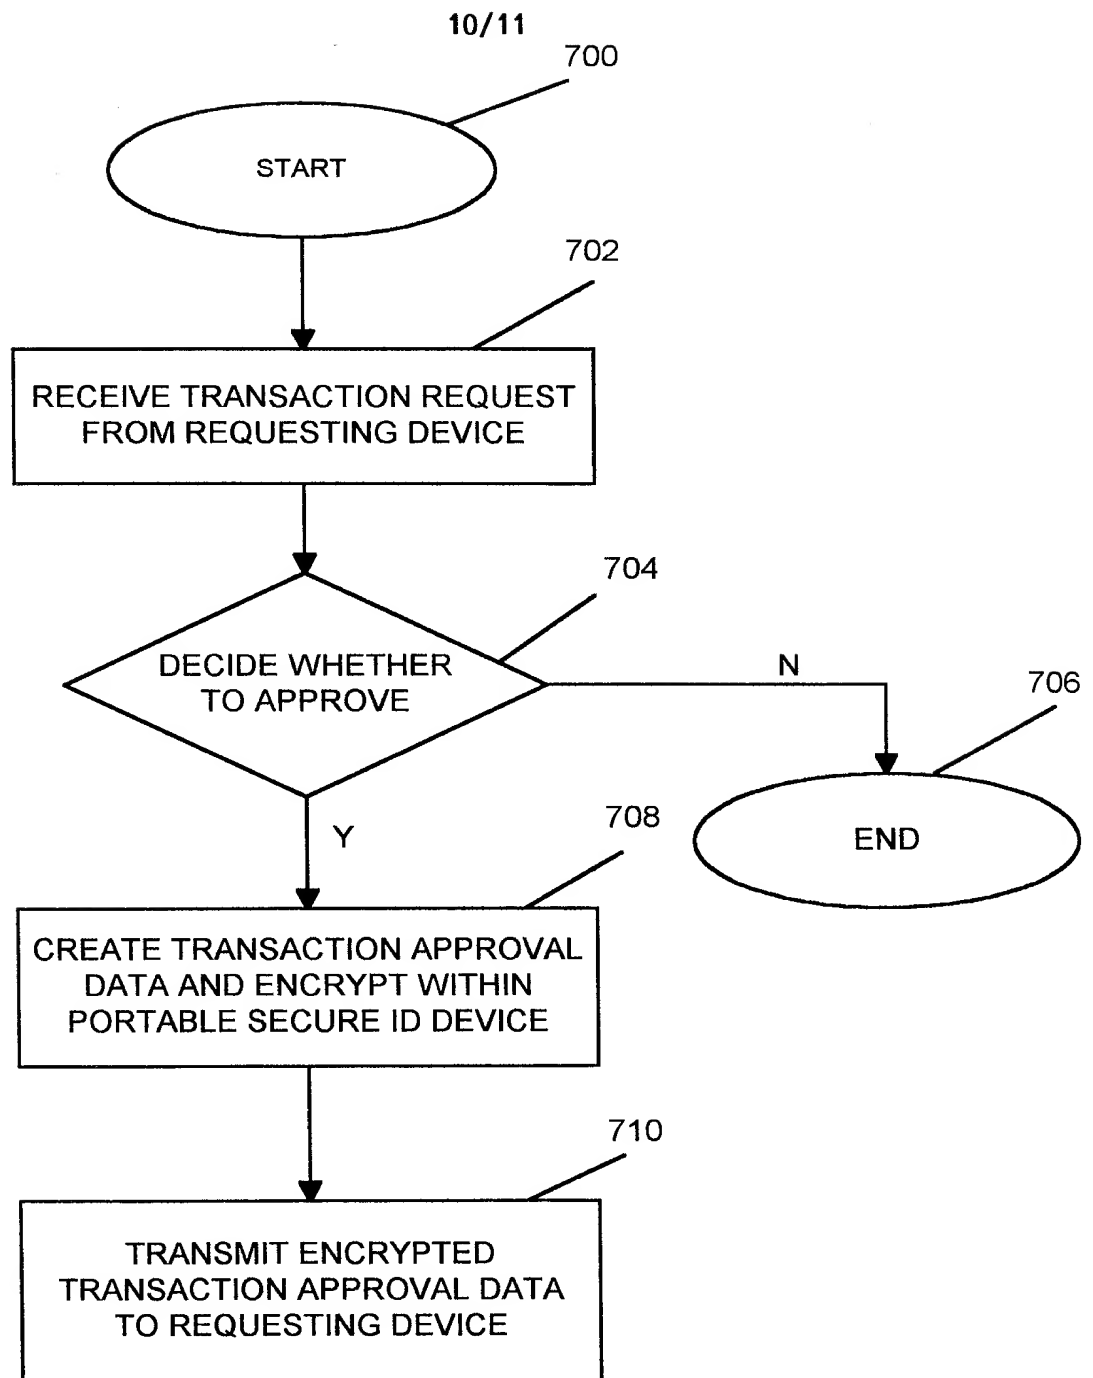 10/11
700
START
702
RECEIVE TRANSACTION REQUEST
FROM REQUESTING DEVICE
704
DECIDE WHETHER
TO APPROVE
N
706
END
Y
708
CREATE TRANSACTION APPROVAL
DATA AND ENCRYPT WITHIN
PORTABLE SECURE ID DEVICE
710
TRANSMIT ENCRYPTED
TRANSACTION APPROVAL DATA
TO REQUESTING DEVICE